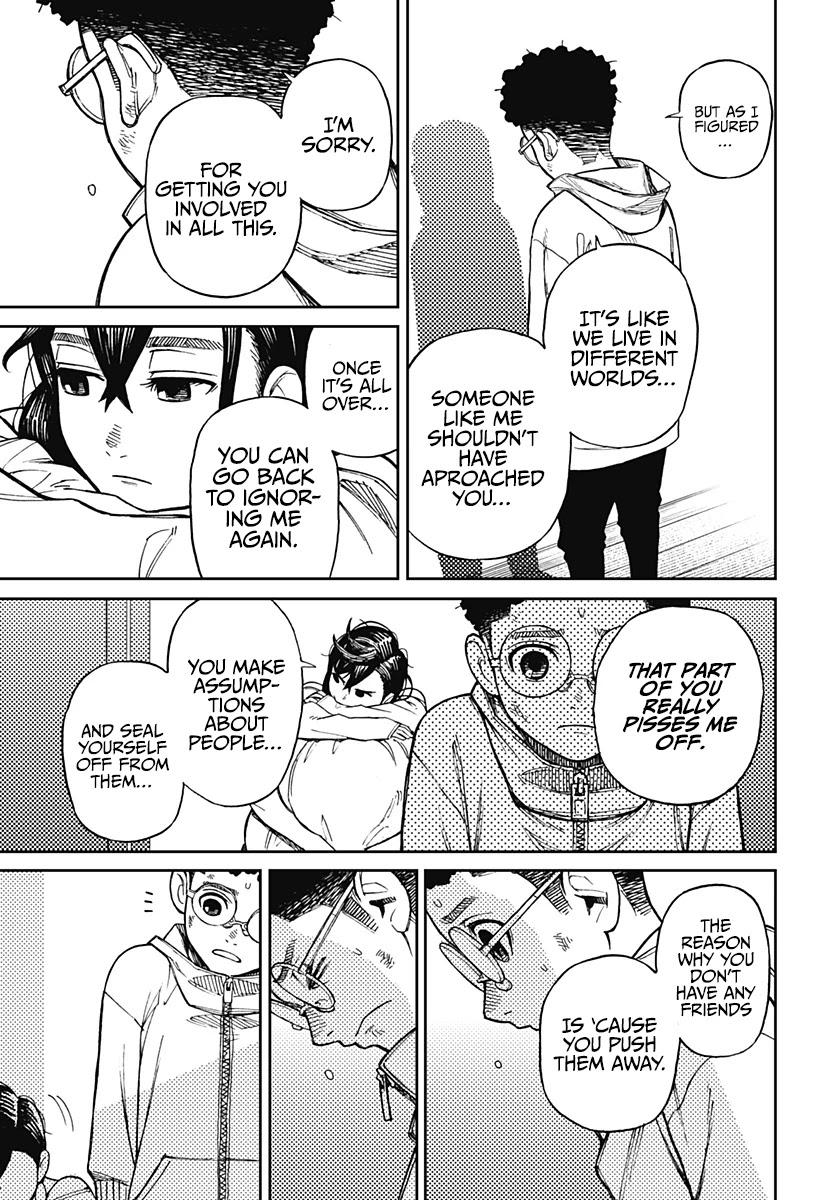 BUT AS I
FIGURED
...
IT'S LIKE
WE LIVE IN
DIFFERENT
WORLDS...
SOMEONE
LIKE ME
SHOULDN'T
HAVE
APROACHED
YOU...
I'M
SORRY.
FOR
GETTING YOU
INVOLVED
IN ALL THIS.
ONCE
IT'S ALL
OVER...
YOU CAN
GO BACK
TO IGNOR-
ING ME
AGAIN.
THAT PART
OF YOU
REALLY
PISSES ME
OFF.
YOU MAKE
ASSUMP-
TIONS
ABOUT
PEOPLE...
AND SEAL
YOURSELF
OFF FROM
THEM...
THE
REASON
WHY YOU
DON'T
HAVE ANY
FRIENDS
IS 'CAUSE
YOU PUSH
THEM AWAY.